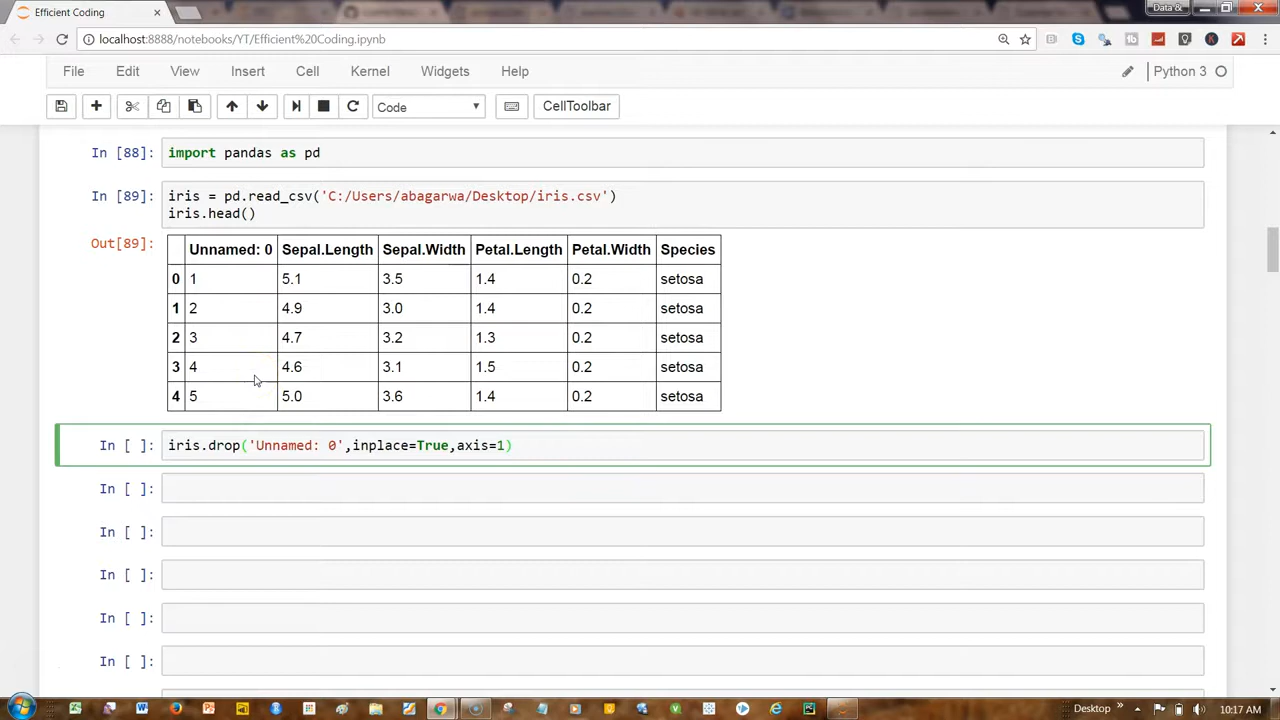 Efficient Coding
Data &
localhost:8888/notebooks/YT/Efficient%20Coding.ipynb
File Edit View Insert Cell Kernel Widgets Help Python 3
Code CellToolbar
In [88]: import pandas as pd
In [89]: iris = pd.read_csv('C:/Users/abagarwa/Desktop/iris.csv')
iris.head()
Out[89]:
Unnamed: 0 Sepal.Length Sepal.Width Petal.Length Petal.Width Species
0 1 5.1 3.5 1.4 0.2 setosa
1 2 4.9 3.0 1.4 0.2 setosa
2 3 4.7 3.2 1.3 0.2 setosa
3 4 4.6 3.1 1.5 0.2 setosa
4 5 5.0 3.6 1.4 0.2 setosa
In [ ]: iris.drop('Unnamed: 0',inplace=True,axis=1)
In [ ]:
In [ ]:
In [ ]:
In [ ]:
In [ ]:
Desktop 10:17 AM